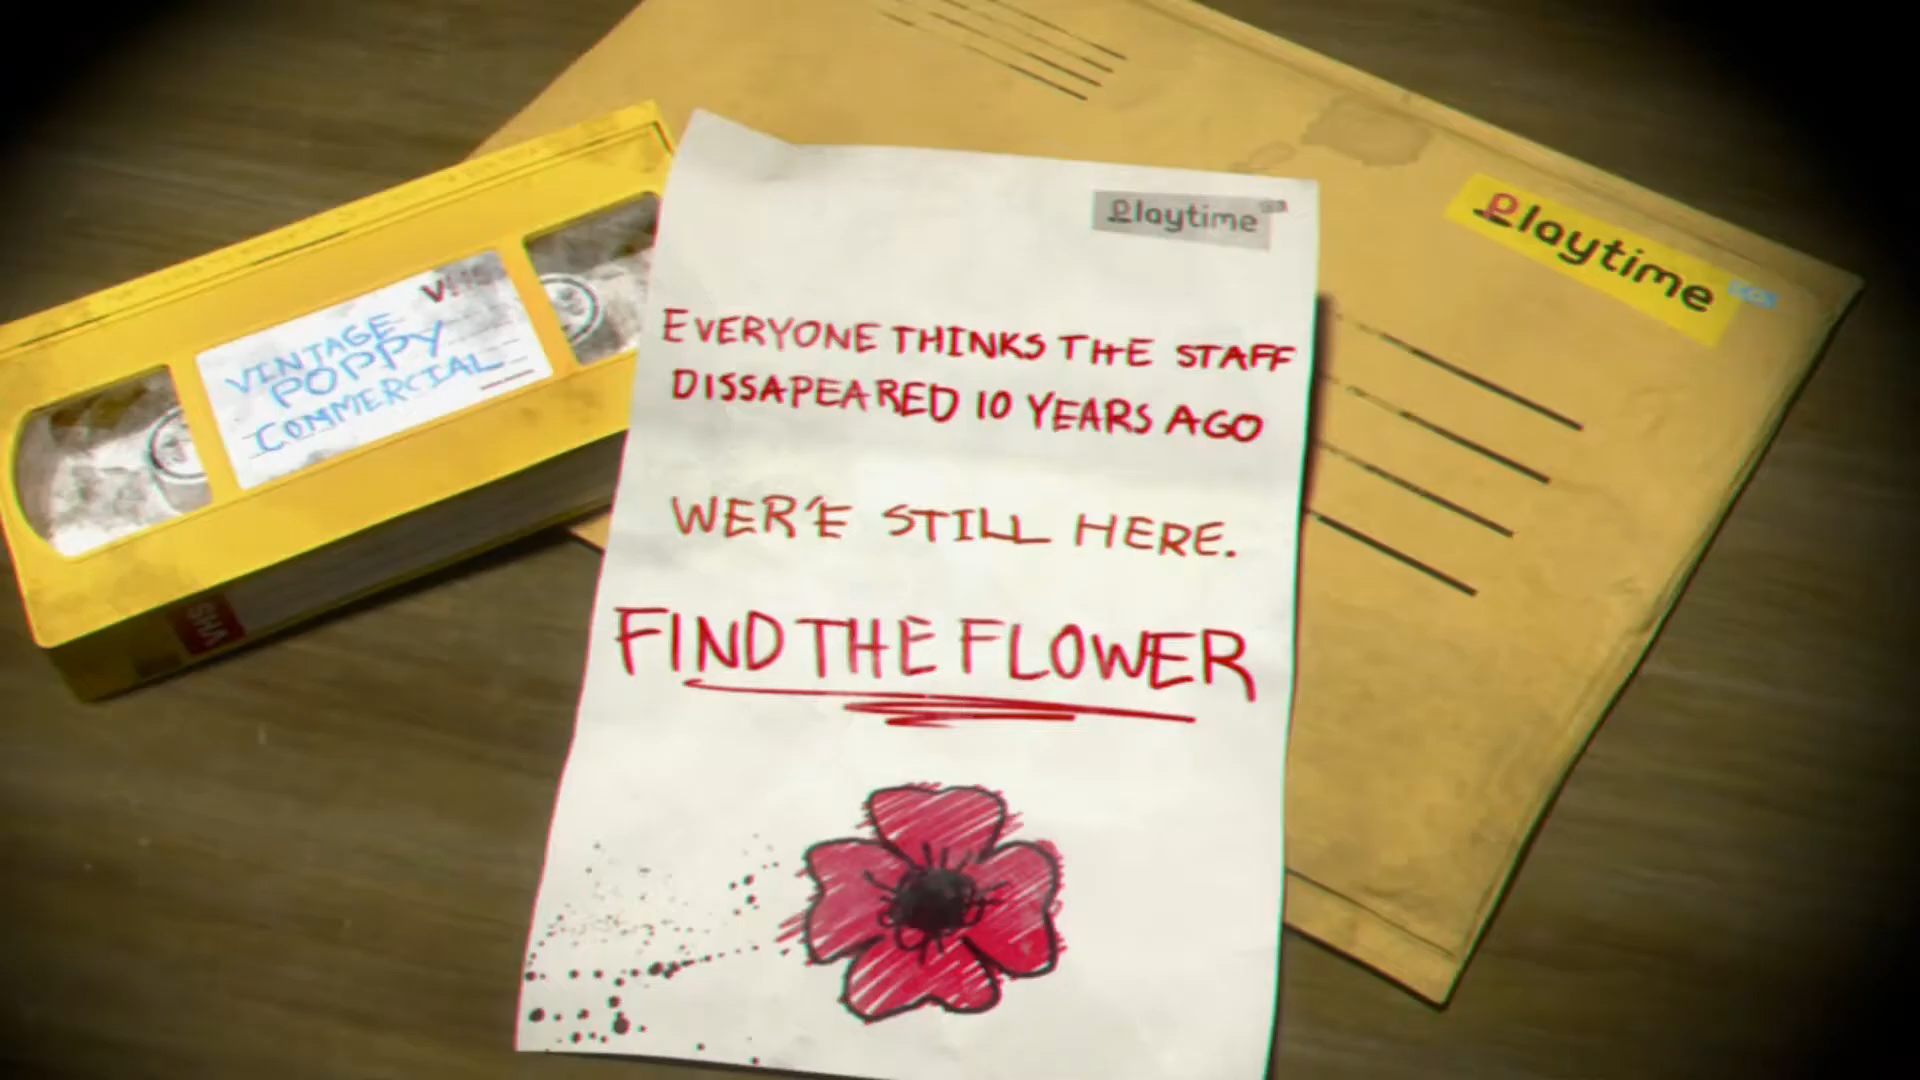 VINTAGE
POPPY
COMMERCIAL
VHS
Playtime
EVERYONE THINKS THE STAFF
DISSAPEARED 10 YEARS AGO
WER'E STILL HERE.
FIND THE FLOWER
Playtime